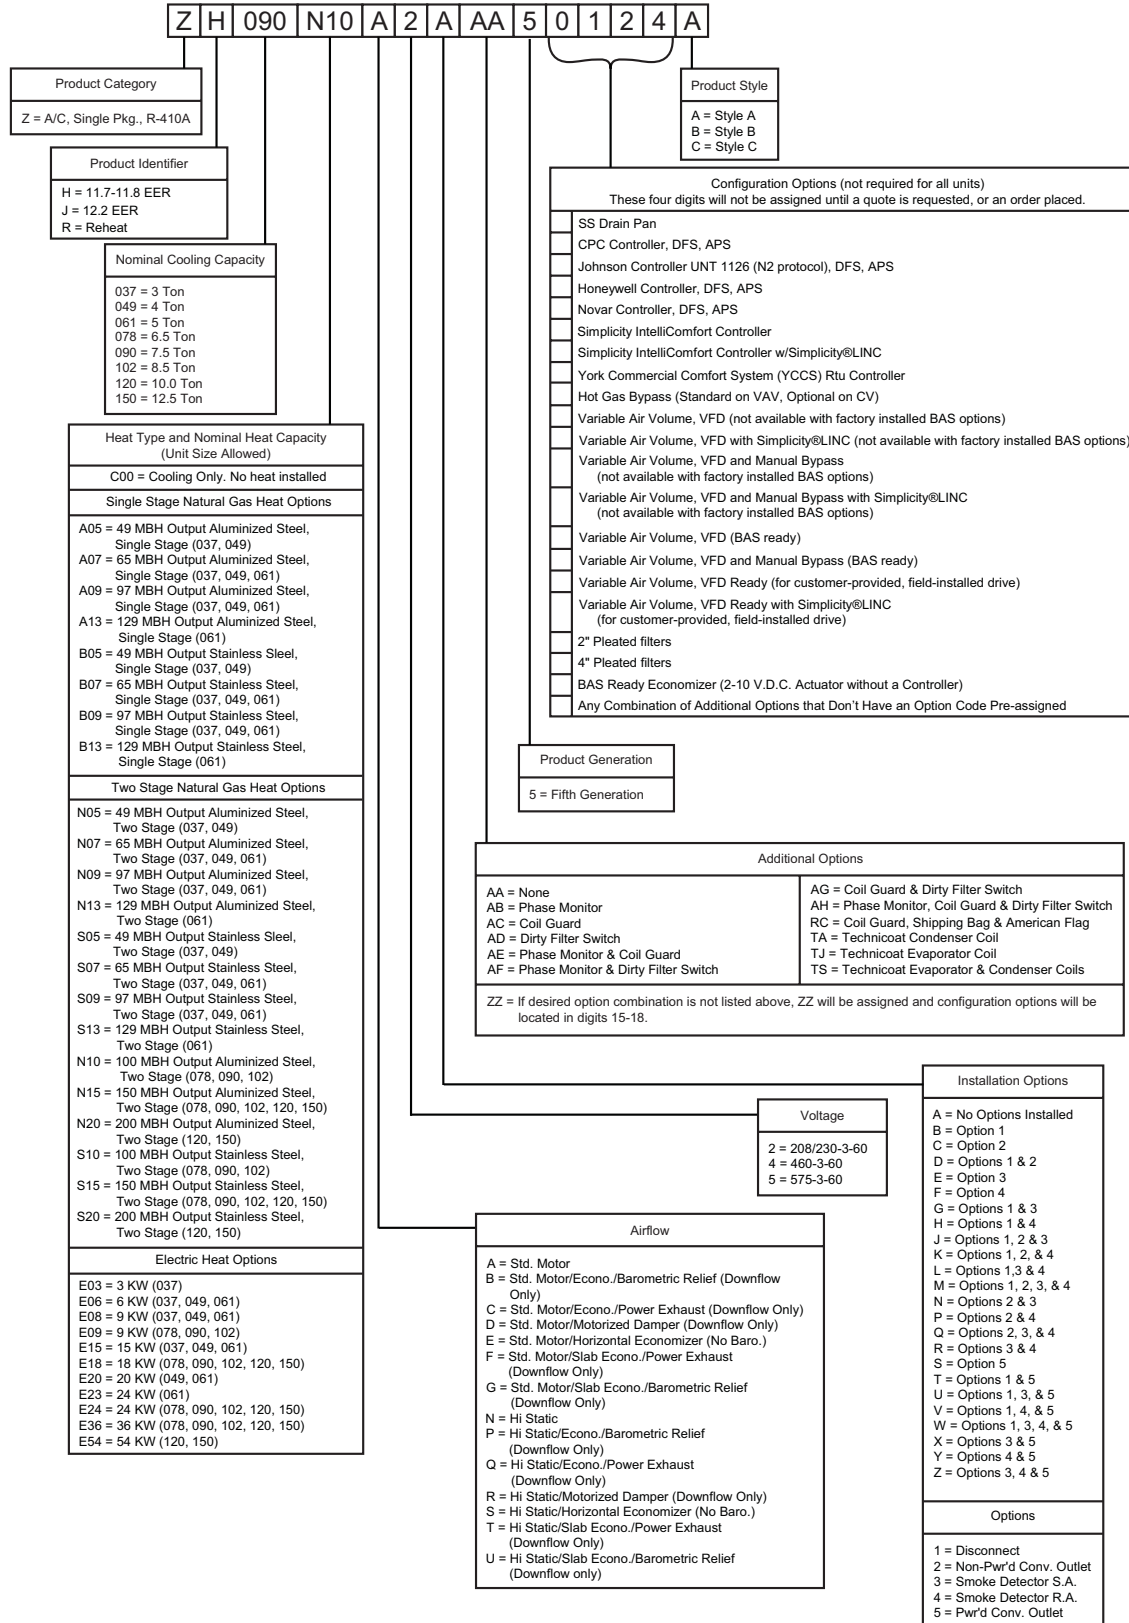 Z H 090 N10 A 2 A AA 5 0 1 2 4 A
Product Category
Z = A/C, Single Pkg., R-410A
Product Style
A = Style A
B = Style B
C = Style C
Product Identifier
H = 11.7-11.8 EER
J = 12.2 EER
R = Reheat
Nominal Cooling Capacity
037 = 3 Ton
049 = 4 Ton
061 = 5 Ton
078 = 6.5 Ton
090 = 7.5 Ton
102 = 8.5 Ton
120 = 10.0 Ton
150 = 12.5 Ton
Configuration Options (not required for all units)
These four digits will not be assigned until a quote is requested, or an order placed.
SS Drain Pan
CPC Controller, DFS, APS
Johnson Controller UNT 1126 (N2 protocol), DFS, APS
Honeywell Controller, DFS, APS
Novar Controller, DFS, APS
Simplicity IntelliComfort Controller
Simplicity IntelliComfort Controller w/Simplicity®LINC
York Commercial Comfort System (YCCS) Rtu Controller
Hot Gas Bypass (Standard on VAV, Optional on CV)
Variable Air Volume, VFD (not available with factory installed BAS options)
Variable Air Volume, VFD with Simplicity®LINC (not available with factory installed BAS options)
Variable Air Volume, VFD and Manual Bypass
(not available with factory installed BAS options)
Variable Air Volume, VFD and Manual Bypass with Simplicity®LINC
(not available with factory installed BAS options)
Variable Air Volume, VFD (BAS ready)
Variable Air Volume, VFD and Manual Bypass (BAS ready)
Variable Air Volume, VFD Ready (for customer-provided, field-installed drive)
Variable Air Volume, VFD Ready with Simplicity®LINC
(for customer-provided, field-installed drive)
2" Pleated filters
4" Pleated filters
BAS Ready Economizer (2-10 V.D.C. Actuator without a Controller)
Any Combination of Additional Options that Don't Have an Option Code Pre-assigned
Heat Type and Nominal Heat Capacity
(Unit Size Allowed)
C00 = Cooling Only. No heat installed
Single Stage Natural Gas Heat Options
A05 = 49 MBH Output Aluminized Steel,
Single Stage (037, 049)
A07 = 65 MBH Output Aluminized Steel,
Single Stage (037, 049, 061)
A09 = 97 MBH Output Aluminized Steel,
Single Stage (037, 049, 061)
A13 = 129 MBH Output Aluminized Steel,
Single Stage (061)
B05 = 49 MBH Output Stainless Sleel,
Single Stage (037, 049)
B07 = 65 MBH Output Stainless Steel,
Single Stage (037, 049, 061)
B09 = 97 MBH Output Stainless Steel,
Single Stage (037, 049, 061)
B13 = 129 MBH Output Stainless Steel,
Single Stage (061)
Two Stage Natural Gas Heat Options
N05 = 49 MBH Output Aluminized Steel,
Two Stage (037, 049)
N07 = 65 MBH Output Aluminized Steel,
Two Stage (037, 049, 061)
N09 = 97 MBH Output Aluminized Steel,
Two Stage (037, 049, 061)
N13 = 129 MBH Output Aluminized Steel,
Two Stage (061)
S05 = 49 MBH Output Stainless Sleel,
Two Stage (037, 049)
S07 = 65 MBH Output Stainless Steel,
Two Stage (037, 049, 061)
S09 = 97 MBH Output Stainless Steel,
Two Stage (037, 049, 061)
S13 = 129 MBH Output Stainless Steel,
Two Stage (061)
N10 = 100 MBH Output Aluminized Steel,
Two Stage (078, 090, 102)
N15 = 150 MBH Output Aluminized Steel,
Two Stage (078, 090, 102, 120, 150)
N20 = 200 MBH Output Aluminized Steel,
Two Stage (120, 150)
S10 = 100 MBH Output Stainless Steel,
Two Stage (078, 090, 102)
S15 = 150 MBH Output Stainless Steel,
Two Stage (078, 090, 102, 120, 150)
S20 = 200 MBH Output Stainless Steel,
Two Stage (120, 150)
Electric Heat Options
E03 = 3 KW (037)
E06 = 6 KW (037, 049, 061)
E08 = 9 KW (037, 049, 061)
E09 = 9 KW (078, 090, 102)
E15 = 15 KW (037, 049, 061)
E18 = 18 KW (078, 090, 102, 120, 150)
E20 = 20 KW (049, 061)
E23 = 24 KW (061)
E24 = 24 KW (078, 090, 102, 120, 150)
E36 = 36 KW (078, 090, 102, 120, 150)
E54 = 54 KW (120, 150)
Product Generation
5 = Fifth Generation
Additional Options
AA = None
AB = Phase Monitor
AC = Coil Guard
AD = Dirty Filter Switch
AE = Phase Monitor & Coil Guard
AF = Phase Monitor & Dirty Filter Switch
AG = Coil Guard & Dirty Filter Switch
AH = Phase Monitor, Coil Guard & Dirty Filter Switch
RC = Coil Guard, Shipping Bag & American Flag
TA = Technicoat Condenser Coil
TJ = Technicoat Evaporator Coil
TS = Technicoat Evaporator & Condenser Coils
ZZ = If desired option combination is not listed above, ZZ will be assigned and configuration options will be
located in digits 15-18.
Voltage
2 = 208/230-3-60
4 = 460-3-60
5 = 575-3-60
Airflow
A = Std. Motor
B = Std. Motor/Econo./Barometric Relief (Downflow
Only)
C = Std. Motor/Econo./Power Exhaust (Downflow Only)
D = Std. Motor/Motorized Damper (Downflow Only)
E = Std. Motor/Horizontal Economizer (No Baro.)
F = Std. Motor/Slab Econo./Power Exhaust
(Downflow Only)
G = Std. Motor/Slab Econo./Barometric Relief
(Downflow Only)
N = Hi Static
P = Hi Static/Econo./Barometric Relief
(Downflow Only)
Q = Hi Static/Econo./Power Exhaust
(Downflow Only)
R = Hi Static/Motorized Damper (Downflow Only)
S = Hi Static/Horizontal Economizer (No Baro.)
T = Hi Static/Slab Econo./Power Exhaust
(Downflow Only)
U = Hi Static/Slab Econo./Barometric Relief
(Downflow only)
Installation Options
A = No Options Installed
B = Option 1
C = Option 2
D = Options 1 & 2
E = Option 3
F = Option 4
G = Options 1 & 3
H = Options 1 & 4
J = Options 1, 2 & 3
K = Options 1, 2, & 4
L = Options 1,3 & 4
M = Options 1, 2, 3, & 4
N = Options 2 & 3
P = Options 2 & 4
Q = Options 2, 3, & 4
R = Options 3 & 4
S = Option 5
T = Options 1 & 5
U = Options 1, 3, & 5
V = Options 1, 4, & 5
W = Options 1, 3, 4, & 5
X = Options 3 & 5
Y = Options 4 & 5
Z = Options 3, 4 & 5
Options
1 = Disconnect
2 = Non-Pwr'd Conv. Outlet
3 = Smoke Detector S.A.
4 = Smoke Detector R.A.
5 = Pwr'd Conv. Outlet